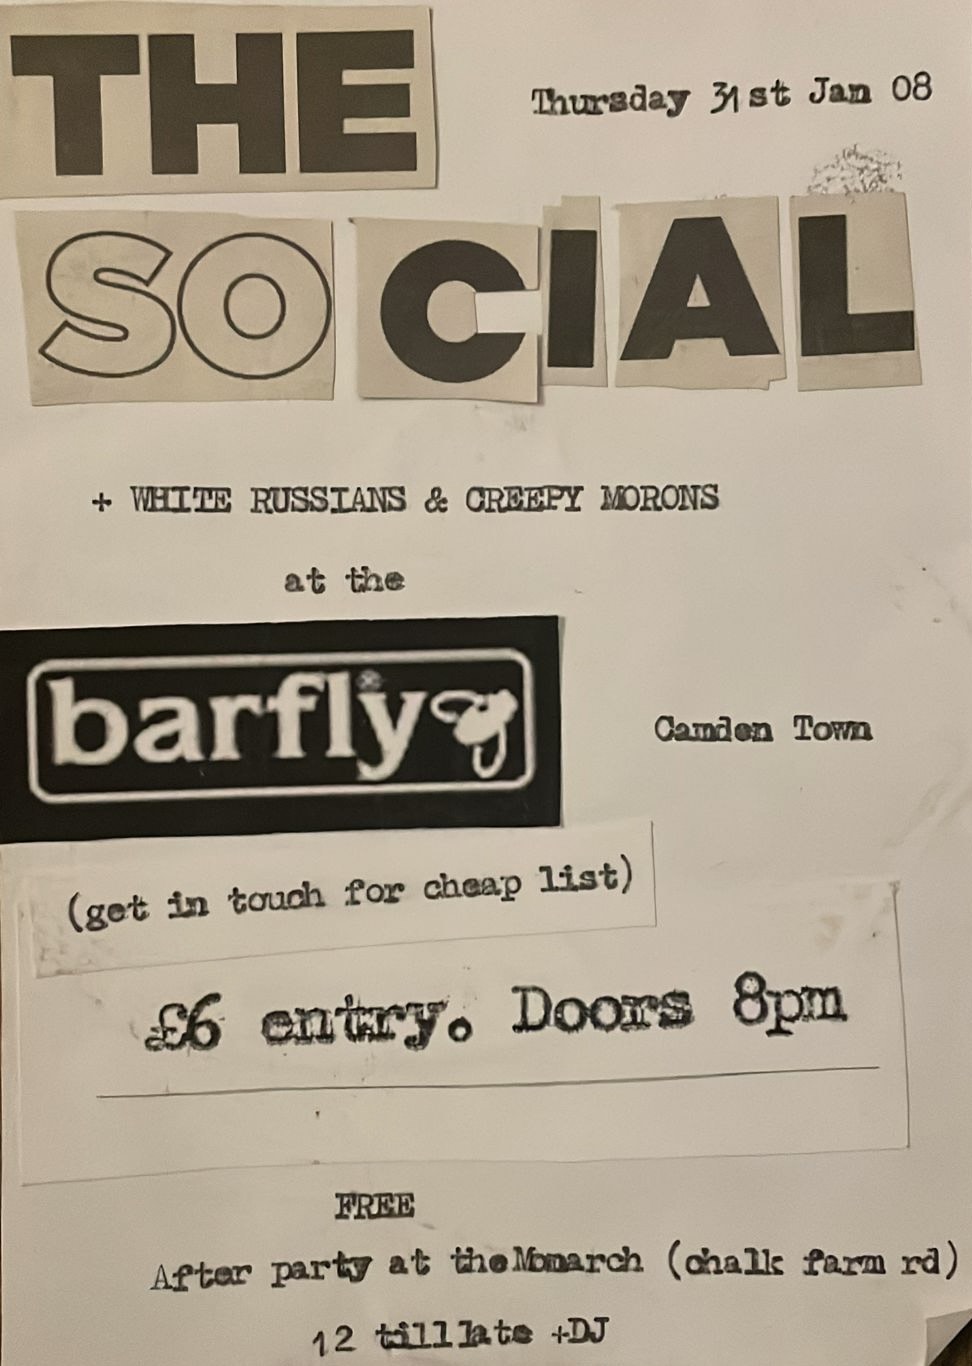 THE
Thursday 31st Jan 08
SOCIAL
+ WHITE RUSSIANS & CREEPY MORONS
at the
barfly®
Camden Town
(get in touch for cheap list)
£6 entry. Doors 8pm
FREE
After party at the Monarch (chalk farm rd)
12 till late +DJ